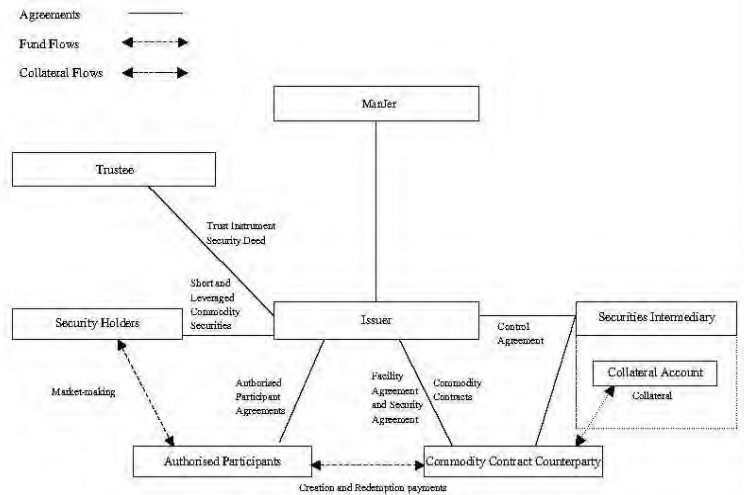 Agreements
Fund Flows
Collateral Flows
ManJer
Trustee
Trust Instrument
Security Deed
Short and
Leveraged
Commodity
Securities
Security Holders
Issuer
Securities Intermediary
Control
Agreement
Collateral Account
Collateral
Market-making
Authorised
Participant
Agreements
Facility
Agreement
and Security
Agreement
Commodity
Contracts
Authorised Participants
Commodity Contract Counterparty
Creation and Redemption payments